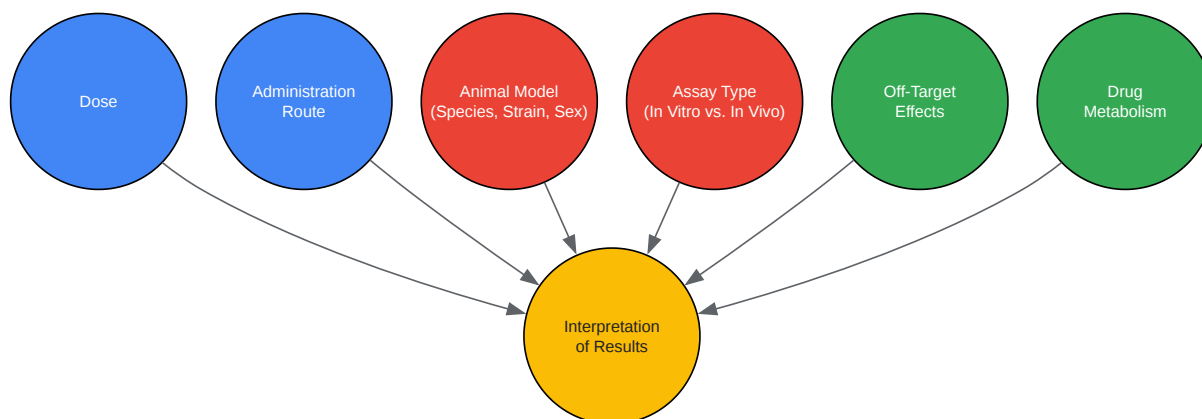 Dose
Administration
Route
Animal Model
(Species, Strain, Sex)
Assay Type
(In Vitro vs. In Vivo)
Off-Target
Effects
Drug
Metabolism
Interpretation
of Results